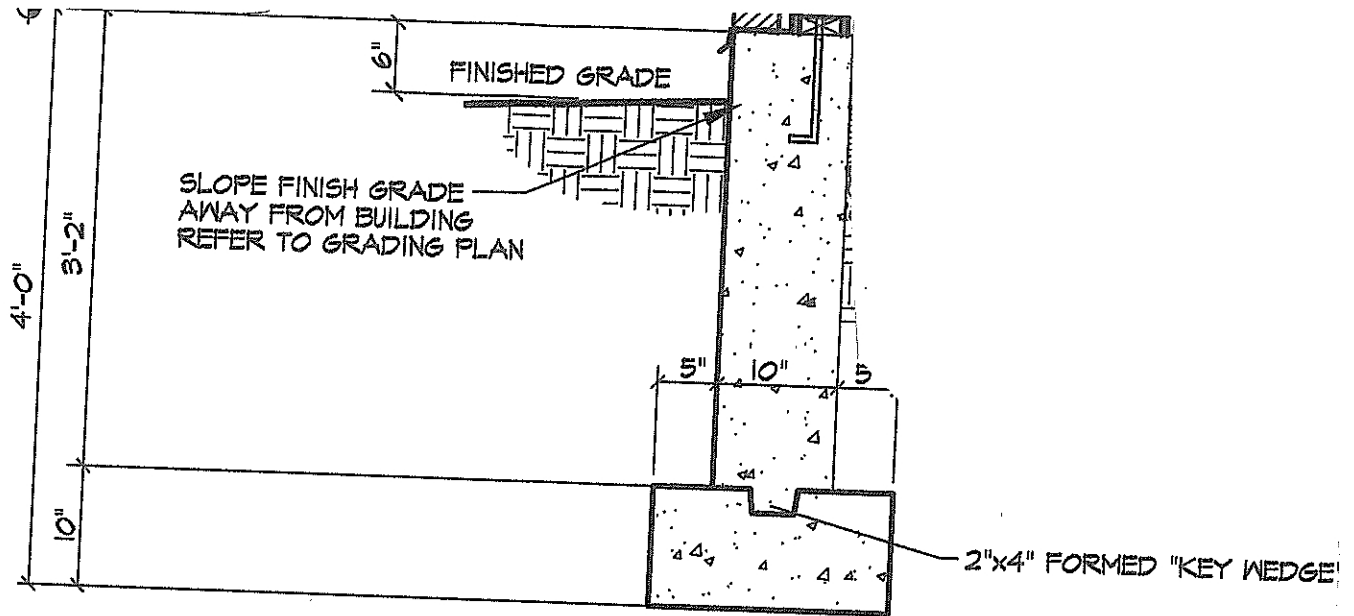 6"
FINISHED GRADE
SLOPE FINISH GRADE
AWAY FROM BUILDING
REFER TO GRADING PLAN
4'-0"
3'-2"
5"
10"
5
10"
2"x4" FORMED "KEY WEDGE"